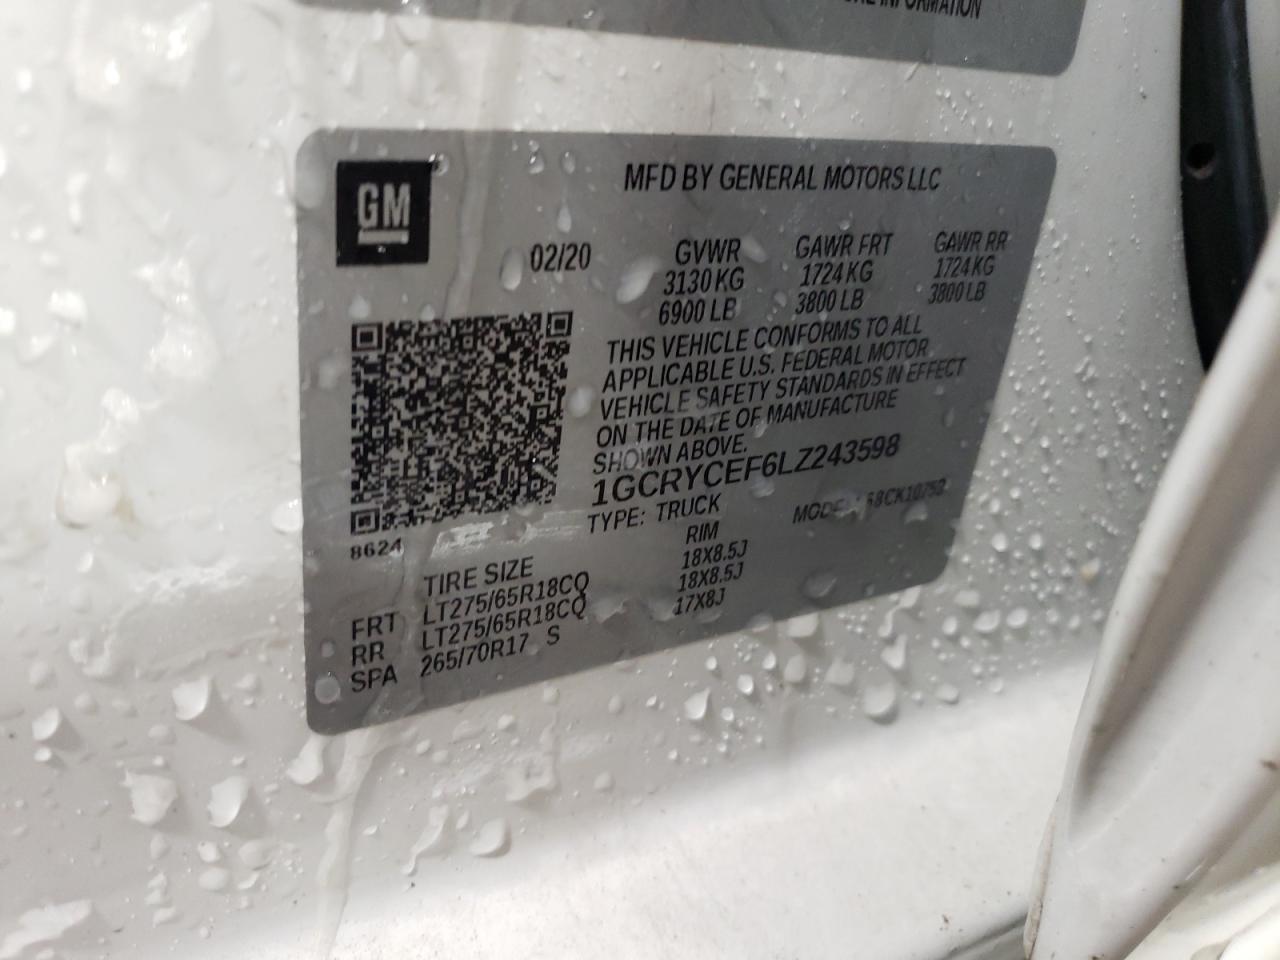 INFORMATION
GM
MFD BY GENERAL MOTORS LLC
02/20 GVWR GAWR FRT GAWR RR
3130 KG 1724 KG 1724 KG
6900 LB 3800 LB 3800 LB
THIS VEHICLE CONFORMS TO ALL
APPLICABLE U.S. FEDERAL MOTOR
VEHICLE SAFETY STANDARDS IN EFFECT
ON THE DATE OF MANUFACTURE
SHOWN ABOVE.
1GCRYCEF6LZ243598
TYPE: TRUCK
8624
TIRE SIZE RIM
FRT LT275/65R18CQ 18X8.5J
RR LT275/65R18CQ 18X8.5J
SPA 265/70R17 S 17X8J